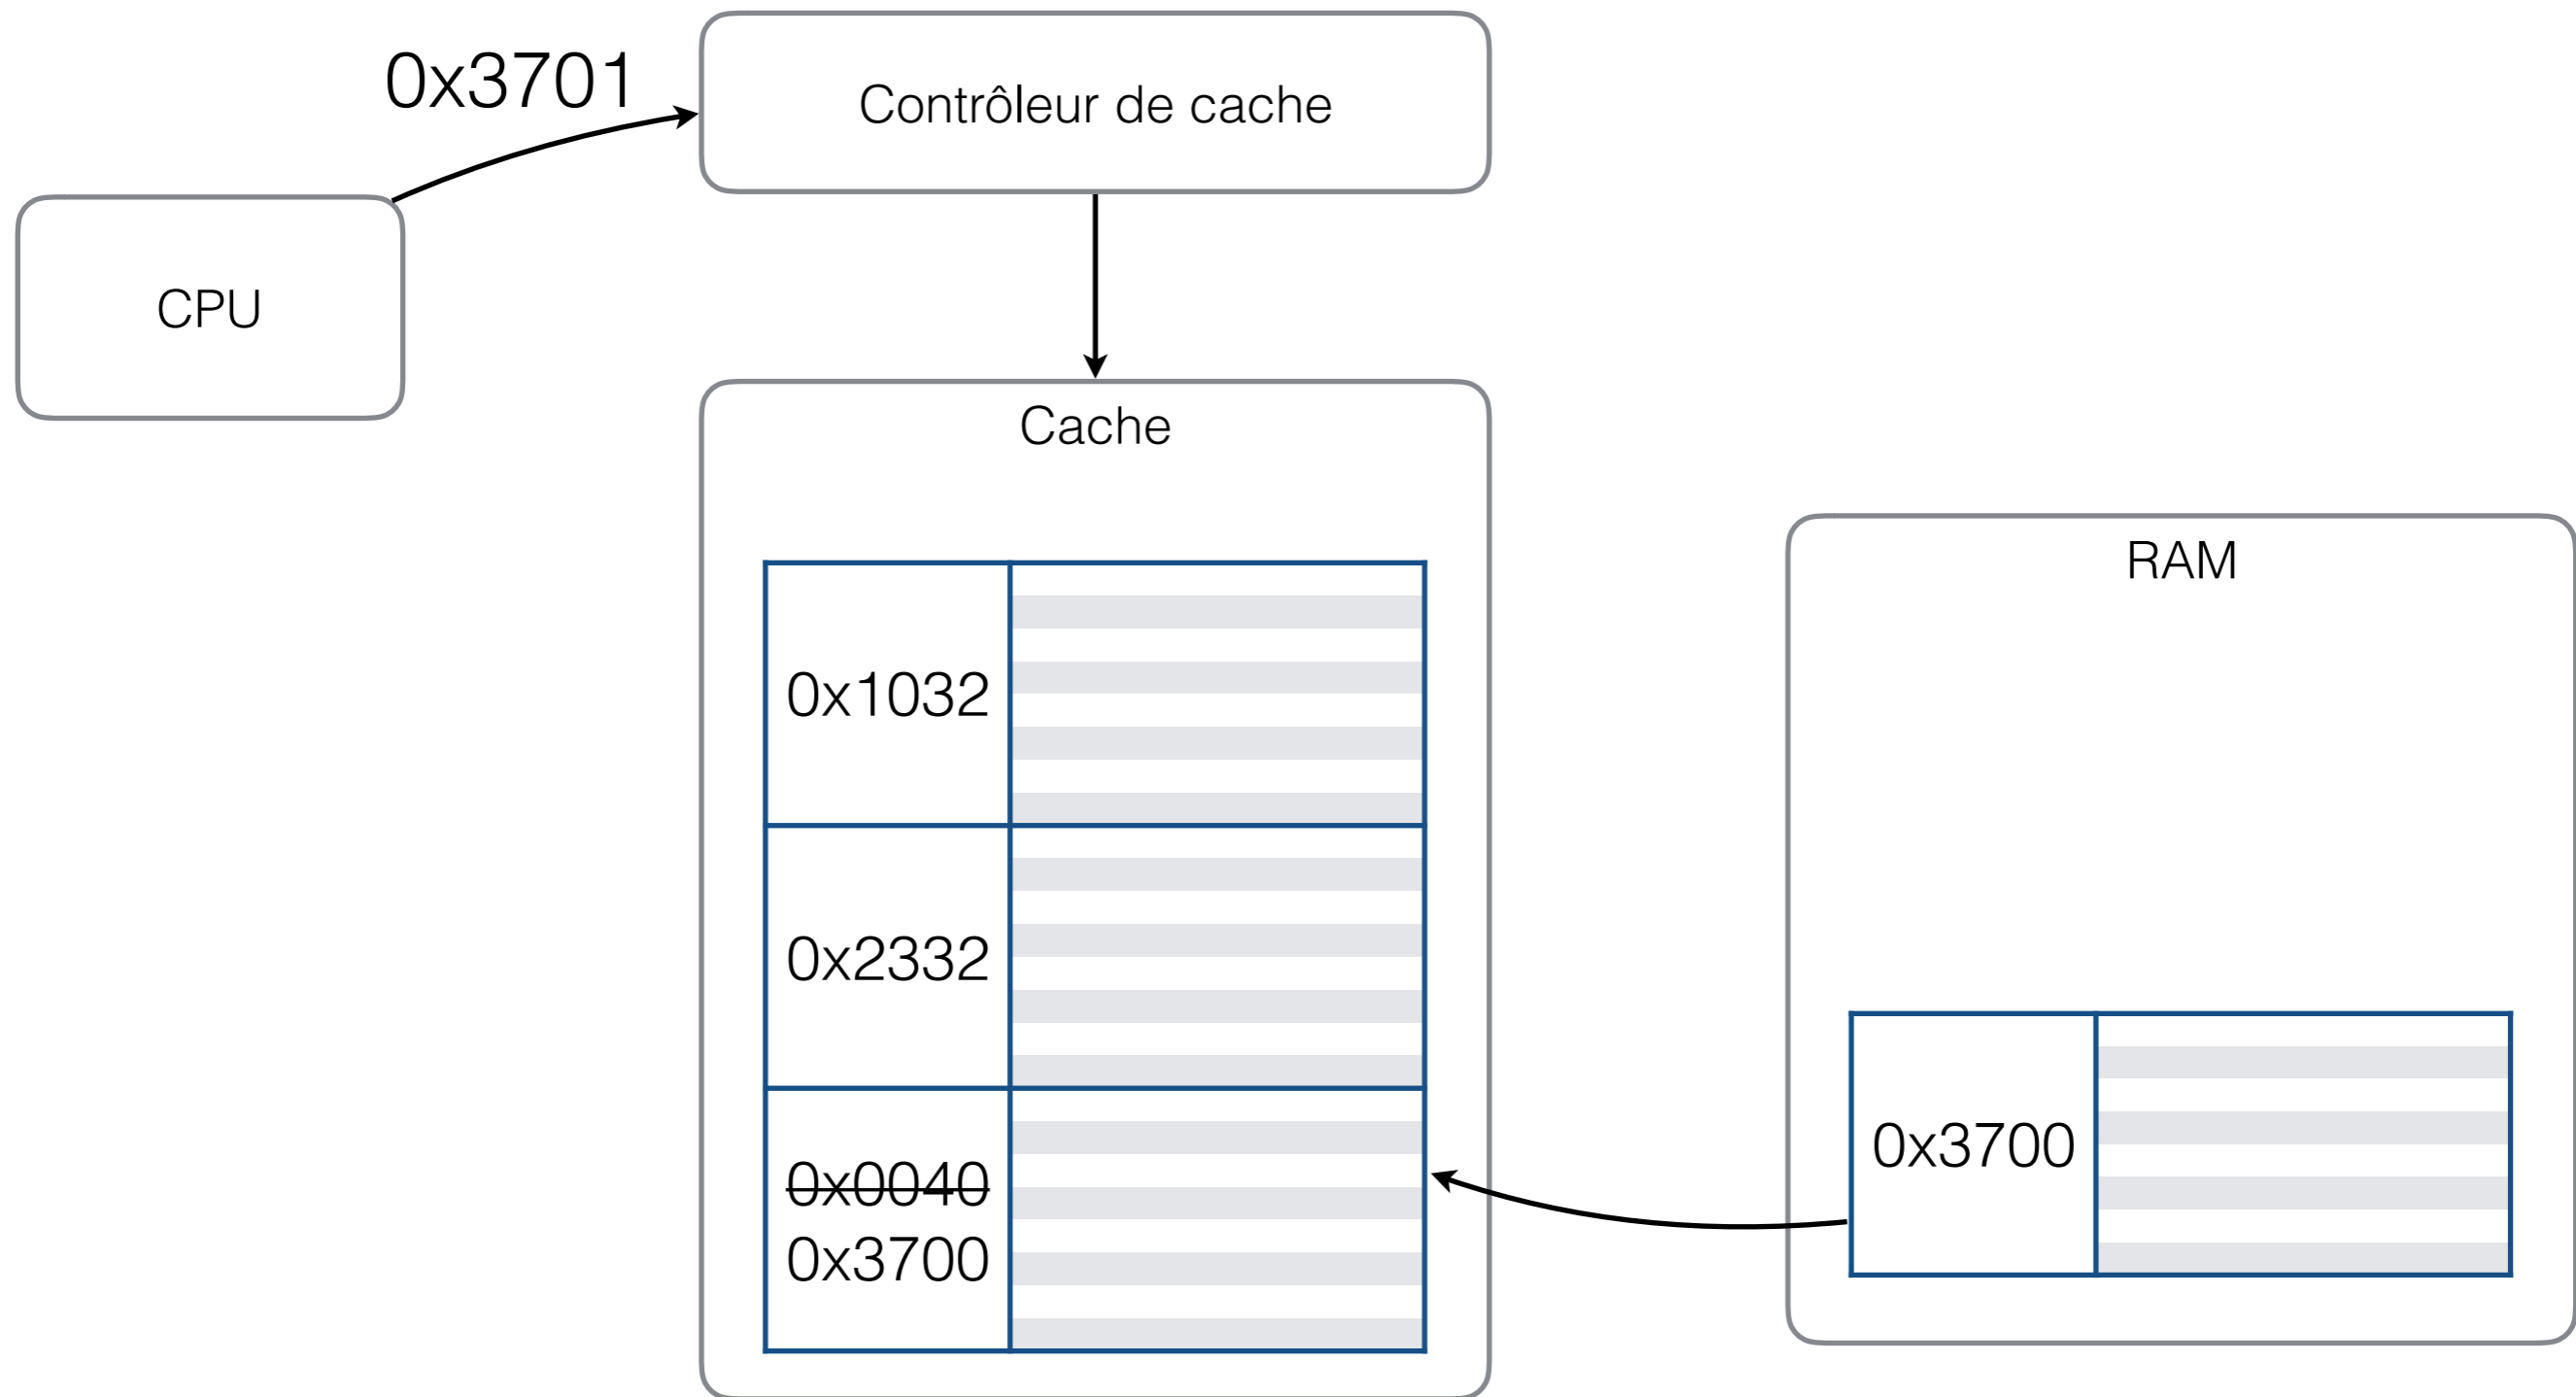 0x3701
Contrôleur de cache
CPU
Cache
RAM
0x1032
0x2332
0x0040
0x3700
0x3700